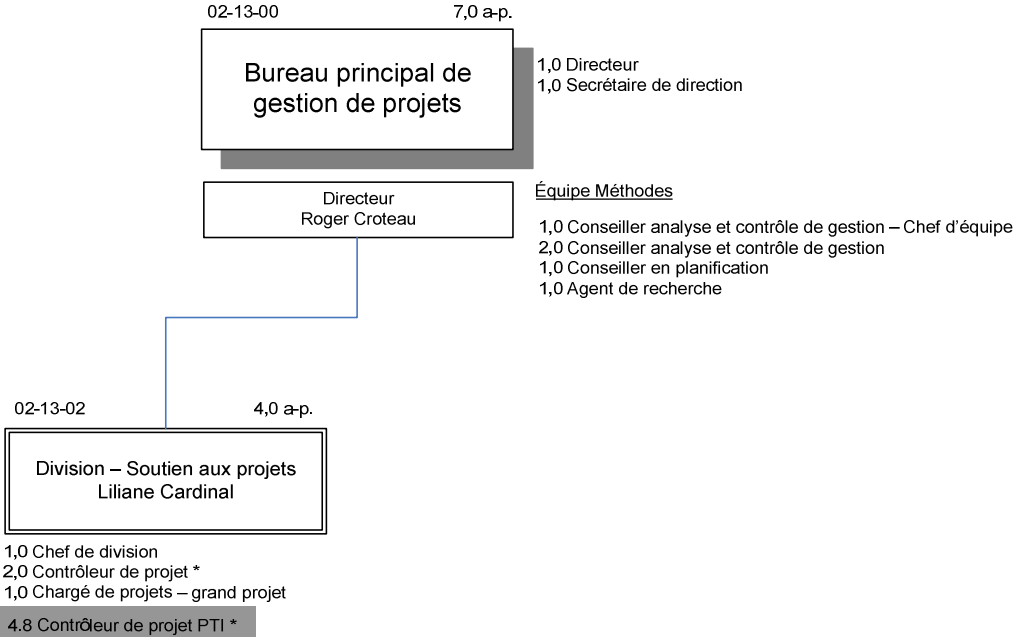 02-13-00 7,0 a-p.
Bureau principal de
gestion de projets
1,0 Directeur
1,0 Secrétaire de direction
Directeur
Roger Croteau
Équipe Méthodes
1,0 Conseiller analyse et contrôle de gestion – Chef d’équipe
2,0 Conseiller analyse et contrôle de gestion
1,0 Conseiller en planification
1,0 Agent de recherche
02-13-02 4,0 a-p.
Division – Soutien aux projets
Liliane Cardinal
1,0 Chef de division
2,0 Contrôleur de projet *
1,0 Chargé de projets – grand projet
4.8 Contrôleur de projet PTI *